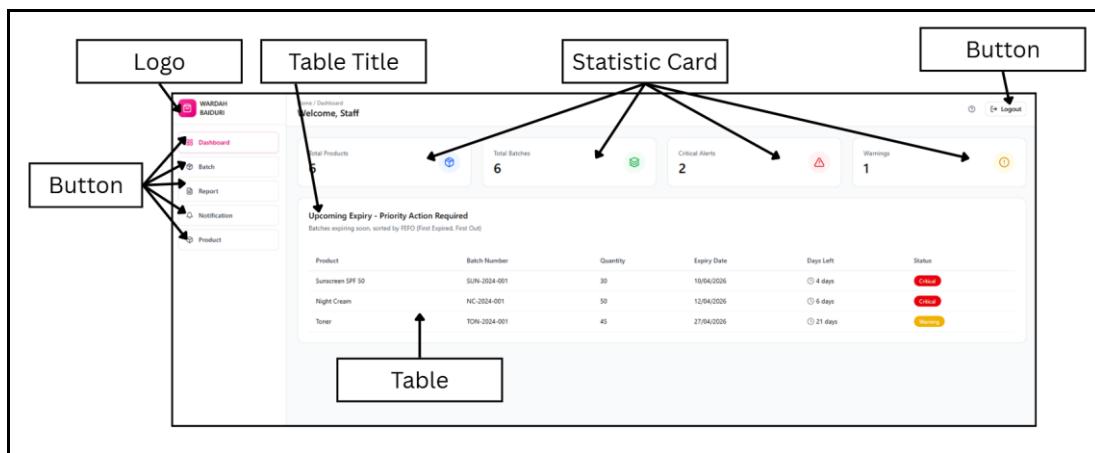 Logo
Table Title
Statistic Card
Button
WARDAH
BAIDURI
Home / Dashboard
Welcome, Staff
Logout
Dashboard
Batch
Report
Notification
Product
Button
Total Products
6
Total Batches
6
Critical Alerts
2
Warnings
1
Upcoming Expiry - Priority Action Required
Batches expiring soon, sorted by FEFO (First Expired, First Out)
Product Batch Number Quantity Expiry Date Days Left Status
Sunscreen SPF 50 SUN-2024-001 30 10/04/2026 4 days Critical
Night Cream NC-2024-001 50 12/04/2026 6 days Critical
Toner TON-2024-001 45 27/04/2026 21 days Warning
Table